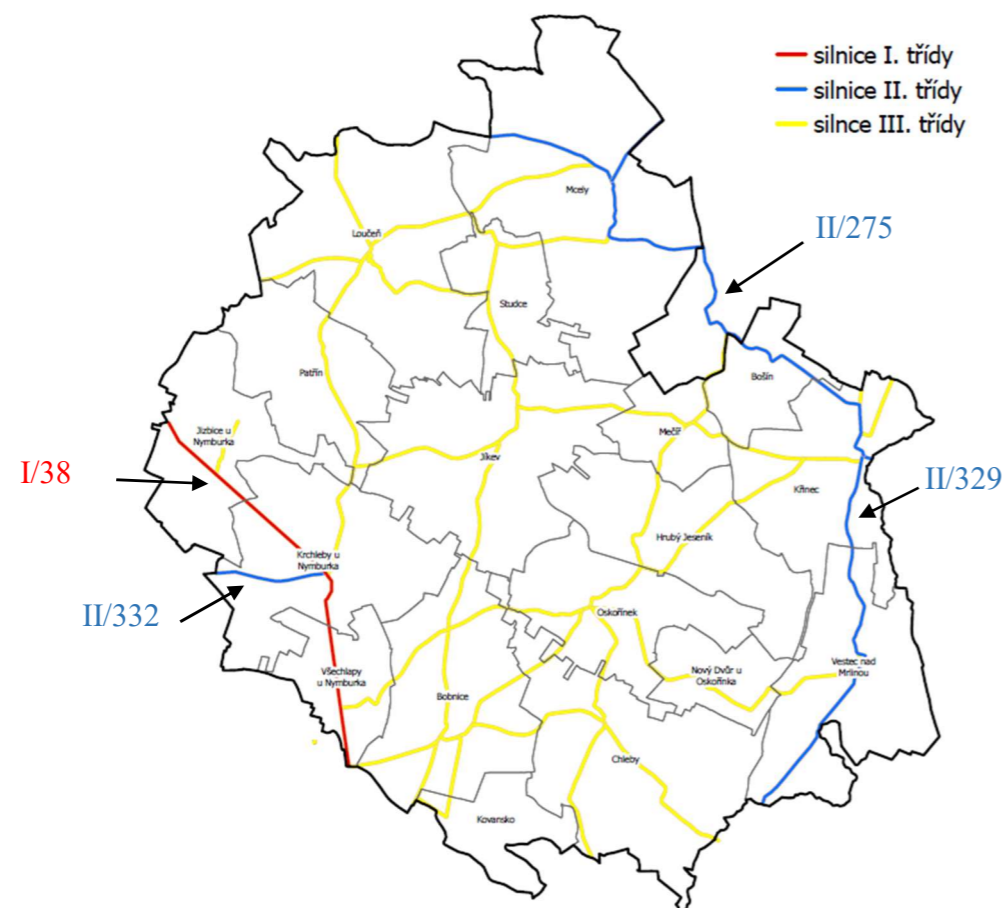 silnice I. třídy
silnice II. třídy
silnce III. třídy
Mcely
Loučeň
II/275
Studce
Patřín
Bošín
Jizbice u
Nymburka
Mečíř
Jíkev
I/38
Křinec
II/329
Hrubý Jeseník
Krchleby u
Nymburka
II/332
Oskořínek
Všechlapy
u Nymburka
Nový Dvůr u
Oskořínka
Vestec nad
Mrlinou
Bobnice
Chleby
Kovansko